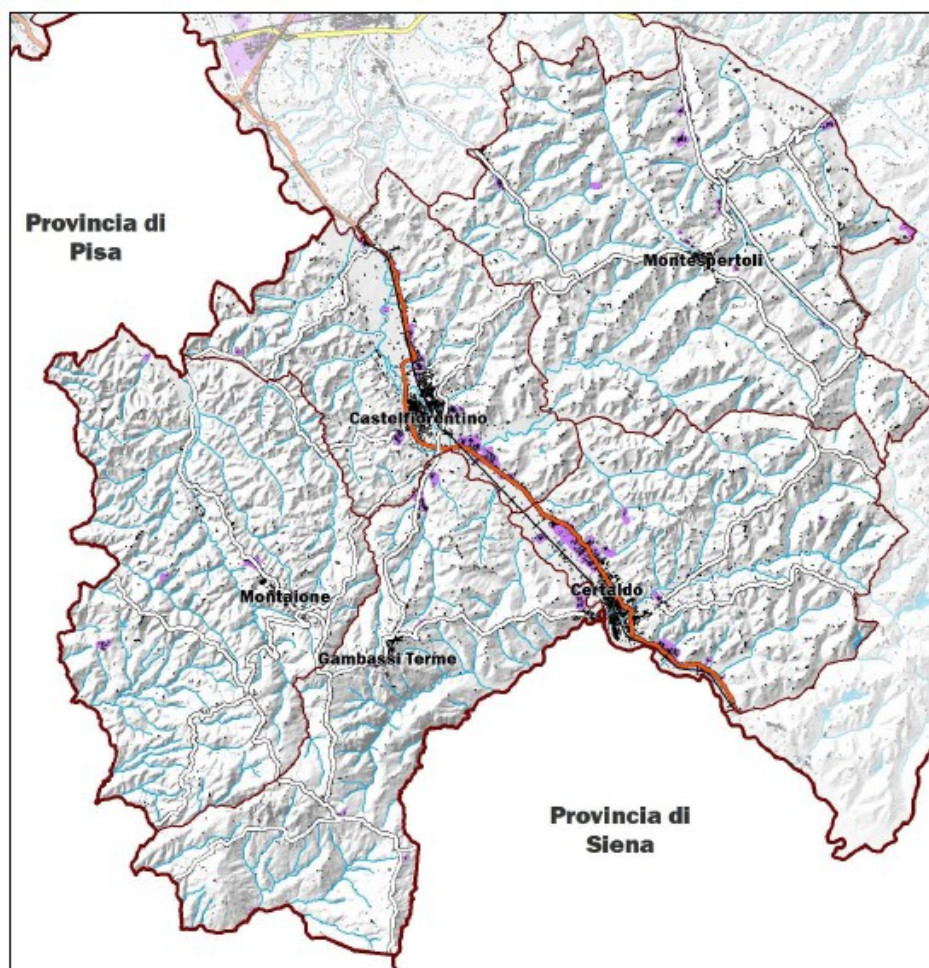 Provincia di
Pisa
Montespertoli
Castelfiorentino
Certaldo
Montaione
Gambassi Terme
Provincia di
Siena